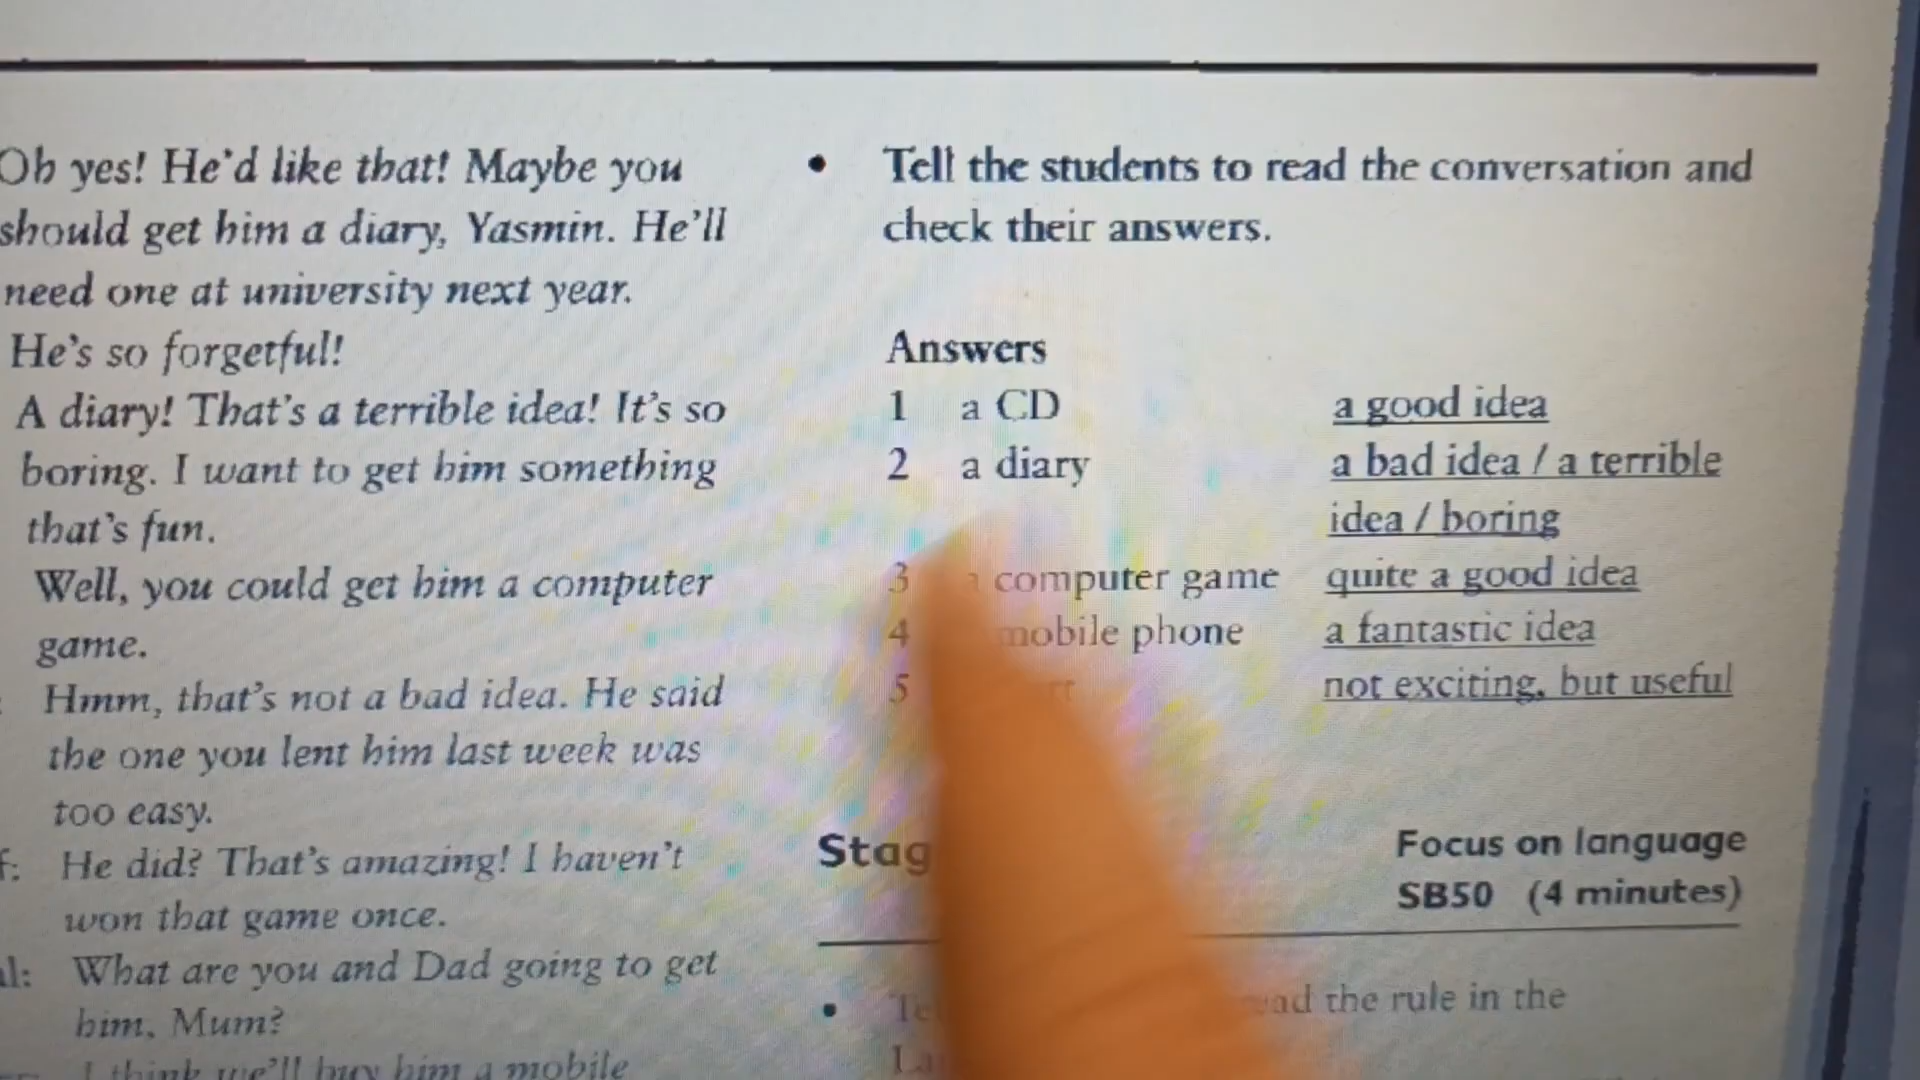 Oh yes! He'd like that! Maybe you
should get him a diary, Yasmin. He'll
need one at university next year.
He's so forgetful!
A diary! That's a terrible idea! It's so
boring. I want to get him something
that's fun.
Well, you could get him a computer
game.
Hmm, that's not a bad idea. He said
the one you lent him last week was
too easy.
He did? That's amazing! I haven't
won that game once.
What are you and Dad going to get
him, Mum?
I think we'll buy him a mobile
• Tell the students to read the conversation and
check their answers.
Answers
1 a CD a good idea
2 a diary a bad idea / a terrible
idea / boring
3 computer game quite a good idea
4 mobile phone a fantastic idea
5 not exciting, but useful
Focus on language
SB50 (4 minutes)
• the rule in the